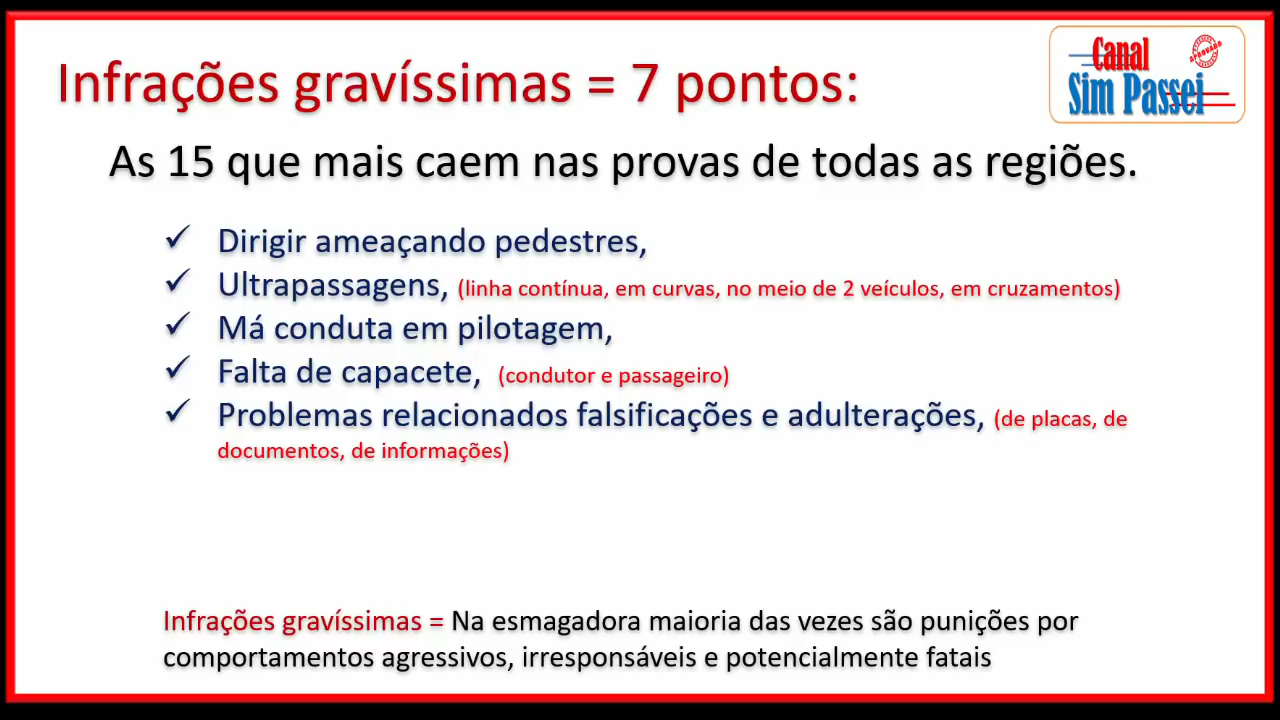 Infrações gravíssimas = 7 pontos:
Canal
APROVADO
Sim Passei
As 15 que mais caem nas provas de todas as regiões.
✓ Dirigir ameaçando pedestres,
✓ Ultrapassagens, (linha contínua, em curvas, no meio de 2 veículos, em cruzamentos)
✓ Má conduta em pilotagem,
✓ Falta de capacete, (condutor e passageiro)
✓ Problemas relacionados falsificações e adulterações, (de placas, de
documentos, de informações)
Infrações gravíssimas = Na esmagadora maioria das vezes são punições por
comportamentos agressivos, irresponsáveis e potencialmente fatais